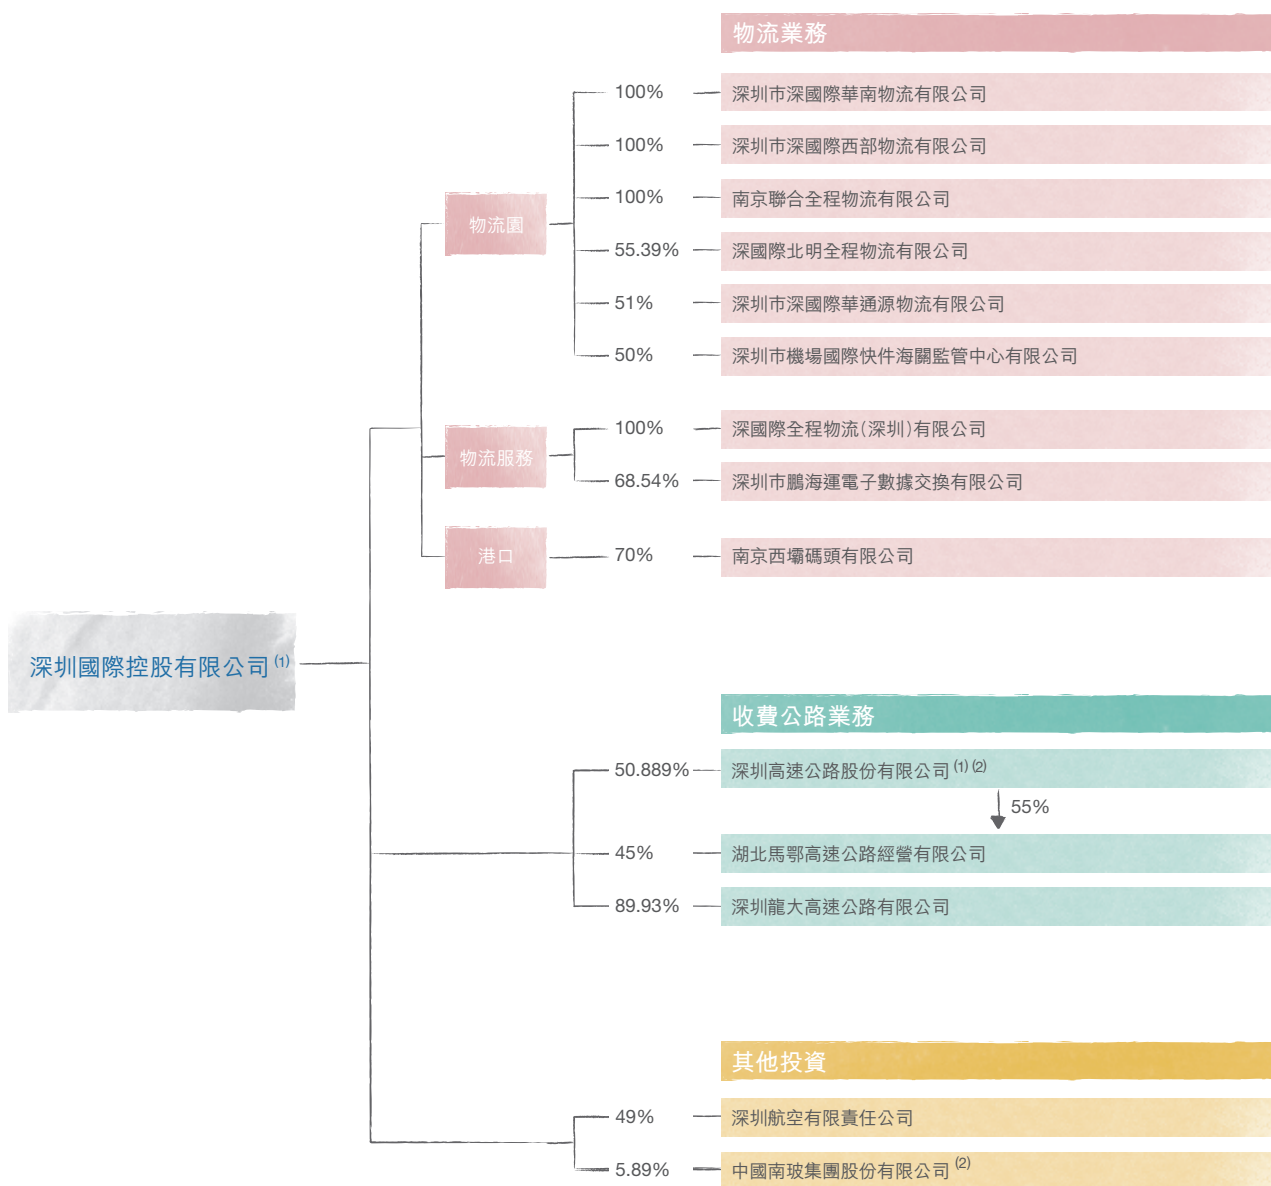 物流業務
100% 深圳市深國際華南物流有限公司
100% 深圳市深國際西部物流有限公司
100% 南京聯合全程物流有限公司
物流園
55.39% 深國際北明全程物流有限公司
51% 深圳市深國際華通源物流有限公司
50% 深圳市機場國際快件海關監管中心有限公司
100% 深國際全程物流(深圳)有限公司
物流服務
68.54% 深圳市鵬海運電子數據交換有限公司
港口 70% 南京西壩碼頭有限公司
深圳國際控股有限公司 (1)
收費公路業務
50.889% 深圳高速公路股份有限公司 (1) (2)
55%
45% 湖北馬鄂高速公路經營有限公司
89.93% 深圳龍大高速公路有限公司
其他投資
49% 深圳航空有限責任公司
5.89% 中國南玻集團股份有限公司 (2)